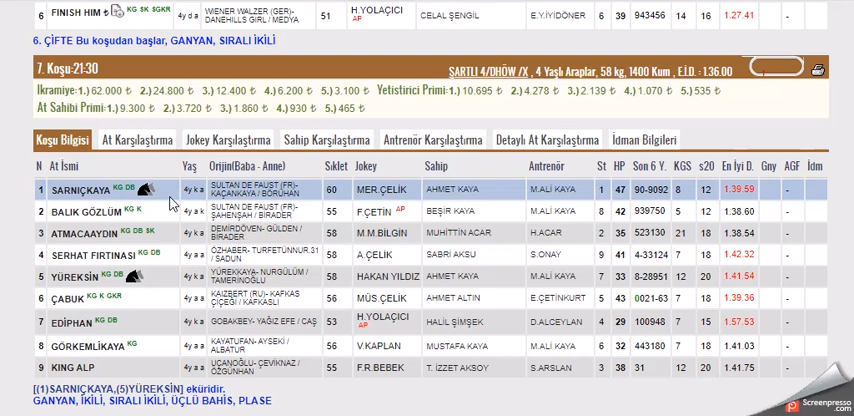 6 FINISH HIM ₺ KG SK SGKR 4y d a WIENER WALZER (GER)- DANEHILLS GIRL / MEDYA 51 H.YOLAÇICI AP CELAL ŞENGİL E.Y.İYİDÖNER 6 39 943456 14 16 1.27.41
6. ÇİFTE Bu koşudan başlar, GANYAN, SIRALI İKİLİ
7. Koşu:21-30 ŞARTLI 4/DHÖW /X , 4 Yaşlı Araplar, 58 kg, 1400 Kum , E.İ.D. : 1.36.00
Ikramiye:1.) 62.000 ₺ 2.) 24.800 ₺ 3.) 12.400 ₺ 4.) 6.200 ₺ 5.) 3.100 ₺ Yetistirici Primi:1.) 10.695 ₺ 2.) 4.278 ₺ 3.) 2.139 ₺ 4.) 1.070 ₺ 5.) 535 ₺
At Sahibi Primi:1.) 9.300 ₺ 2.) 3.720 ₺ 3.) 1.860 ₺ 4.) 930 ₺ 5.) 465 ₺
Koşu Bilgisi At Karşılaştırma Jokey Karşılaştırma Sahip Karşılaştırma Antrenör Karşılaştırma Detaylı At Karşılaştırma İdman Bilgileri
N At İsmi Yaş Orijin(Baba - Anne) Sıklet Jokey Sahip Antrenör St HP Son 6 Y. KGS s20 En İyi D. Gny AGF İdm
1 SARNIÇKAYA KG DB 4y k a SULTAN DE FAUST (FR)- KAÇANKAYA / BÖRÜHAN 60 MER.ÇELİK AHMET KAYA M.ALİ KAYA 1 47 90-9092 8 12 1.39.59 -
2 BALIK GÖZLÜM KG K 4y a k SULTAN DE FAUST (FR)- ŞAHENŞAH / BİRADER 55 F.ÇETİN AP BEŞİR KAYA M.ALİ KAYA 8 42 939750 5 12 1.38.60 -
3 ATMACAAYDIN KG DB SK 4y k a DEMİRDÖVEN- GÜLDEN / BİRADER 58 M.M.BİLGİN MUHİTTİN ACAR H.ACAR 2 35 523130 21 18 1.38.54 -
4 SERHAT FIRTINASI KG DB 4y a a ÖZHABER- TURFETÜNNUR.31 / SADUN 58 A.ÇELİK SABRİ AKSU S.ONAY 9 41 4-33124 7 18 1.42.32 -
5 YÜREKSİN KG DB 4y k a YÜREKKAYA- NURGÜLÜM / TAMERİNOĞLU 58 HAKAN YILDIZ AHMET KAYA M.ALİ KAYA 7 33 8-28951 12 20 1.41.54 -
6 ÇABUK KG K GKR 4y a a KAIZBERT (RU)- KAFKAS ÇİÇEĞİ / KAFKASLI 56 MÜS.ÇELİK AHMET ALTIN E.ÇETİNKURT 5 43 0021-63 7 18 1.39.36 -
7 EDİPHAN KG DB 4y k a GOBAKBEY- YAĞIZ EFE / CAŞ 53 H.YOLAÇICI AP HALİL ŞİMŞEK D.ALCEYLAN 4 29 100948 7 15 1.57.53 -
8 GÖRKEMLİKAYA KG 4y a a KAYATUFAN- AYSEKİ / ALBATUR 56 V.KAPLAN MUSTAFA KAYA M.ALİ KAYA 6 32 443180 7 18 1.41.03 -
9 KING ALP 4y a a UÇANOĞLU- ÇEVİKNAZ / ÖZGÜNHAN 55 F.R.BEBEK T. İZZET AKSOY S.ARSLAN 3 38 31 12 20 1.41.75 -
[(1)SARNIÇKAYA,(5)YÜREKSİN] eküridir.
GANYAN, İKİLİ, SIRALI İKİLİ, ÜÇLÜ BAHİS, PLASE
Screenpresso
.com